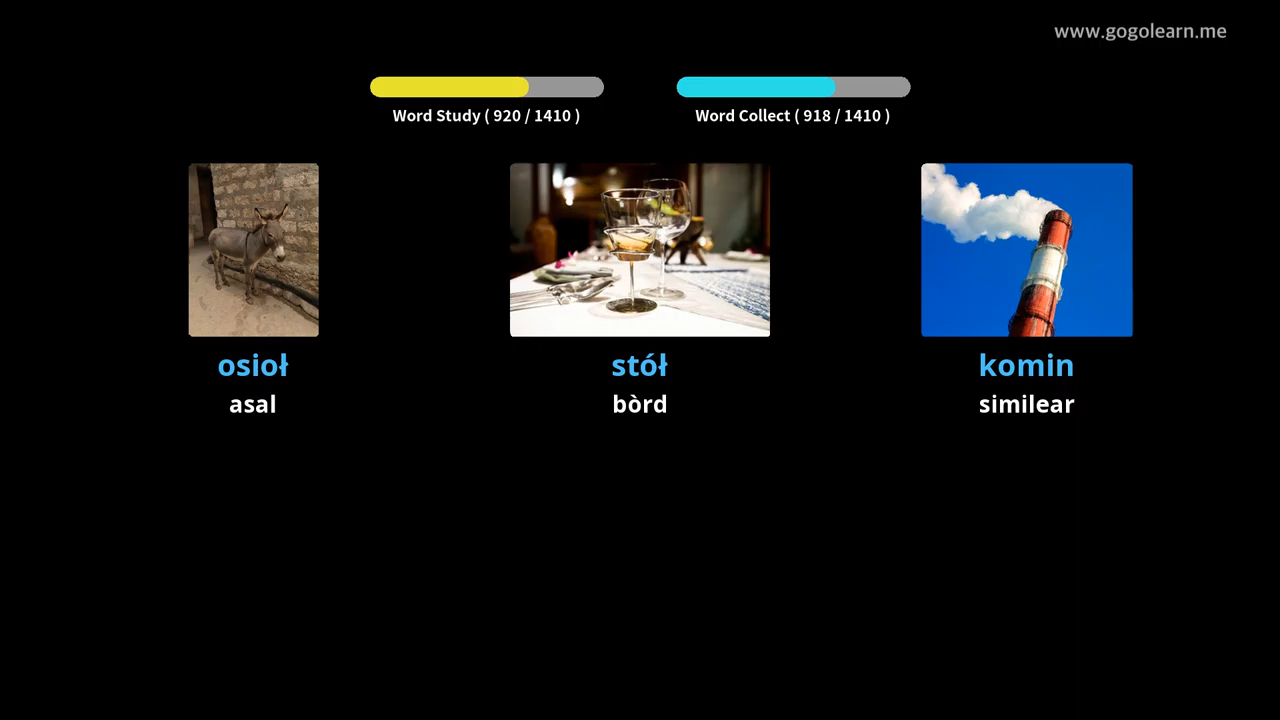 www.gogolearn.me
Word Study ( 920 / 1410 )
Word Collect ( 918 / 1410 )
osioł
stół
komin
asal
bòrd
similear